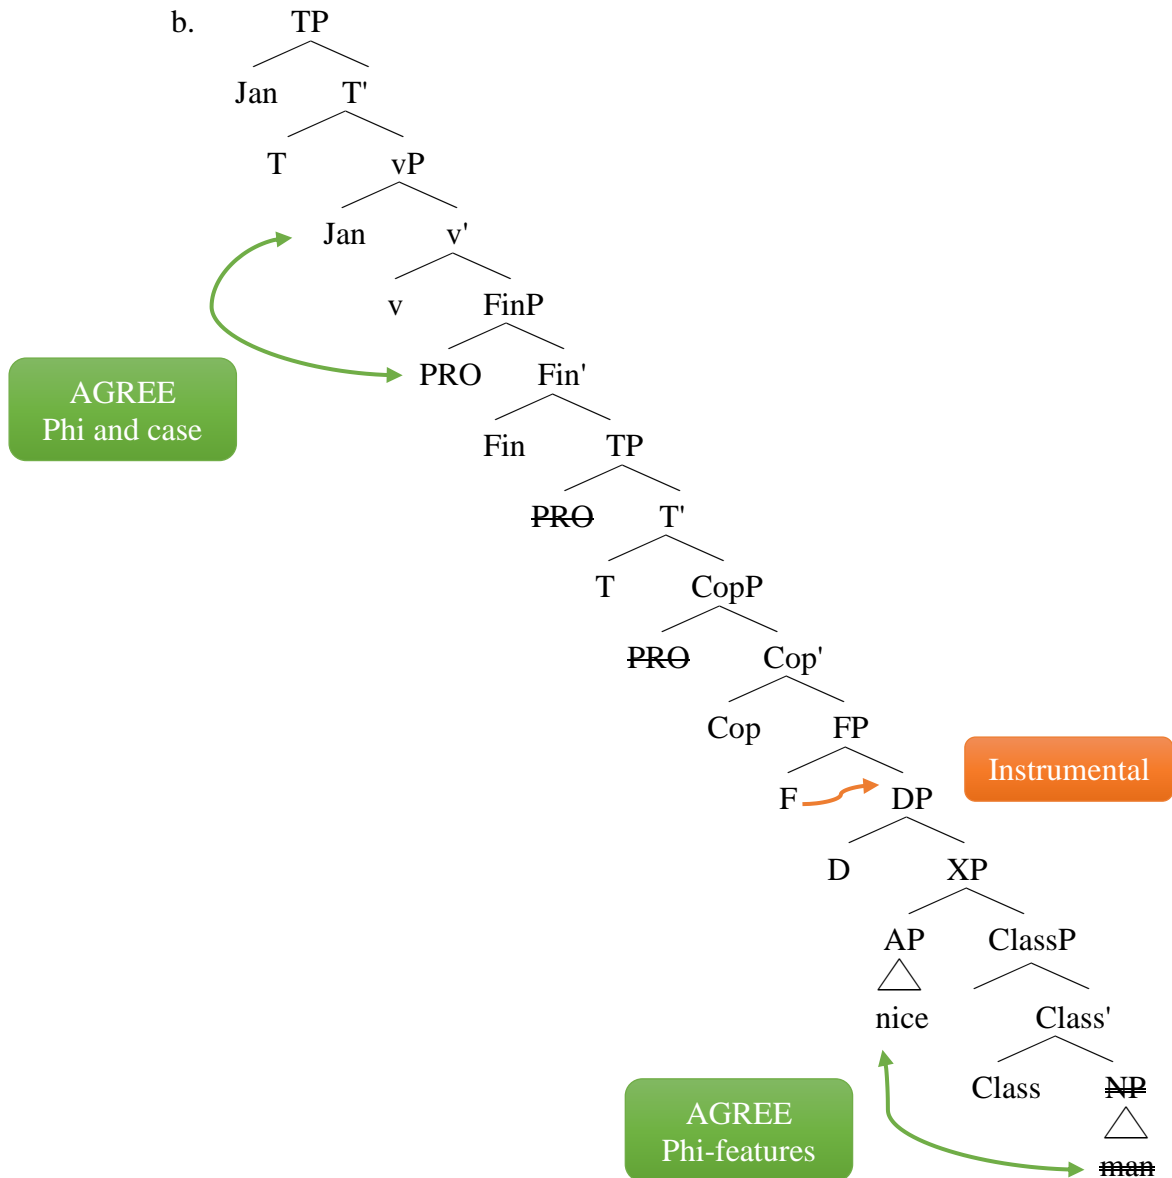 b. TP
Jan T'
T vP
Jan v'
v FinP
PRO Fin'
AGREE
Phi and case
Fin TP
PRO T'
T CopP
PRO Cop'
Cop FP
Instrumental
F DP
D XP
AP ClassP
nice Class'
Class NP
AGREE
Phi-features
man